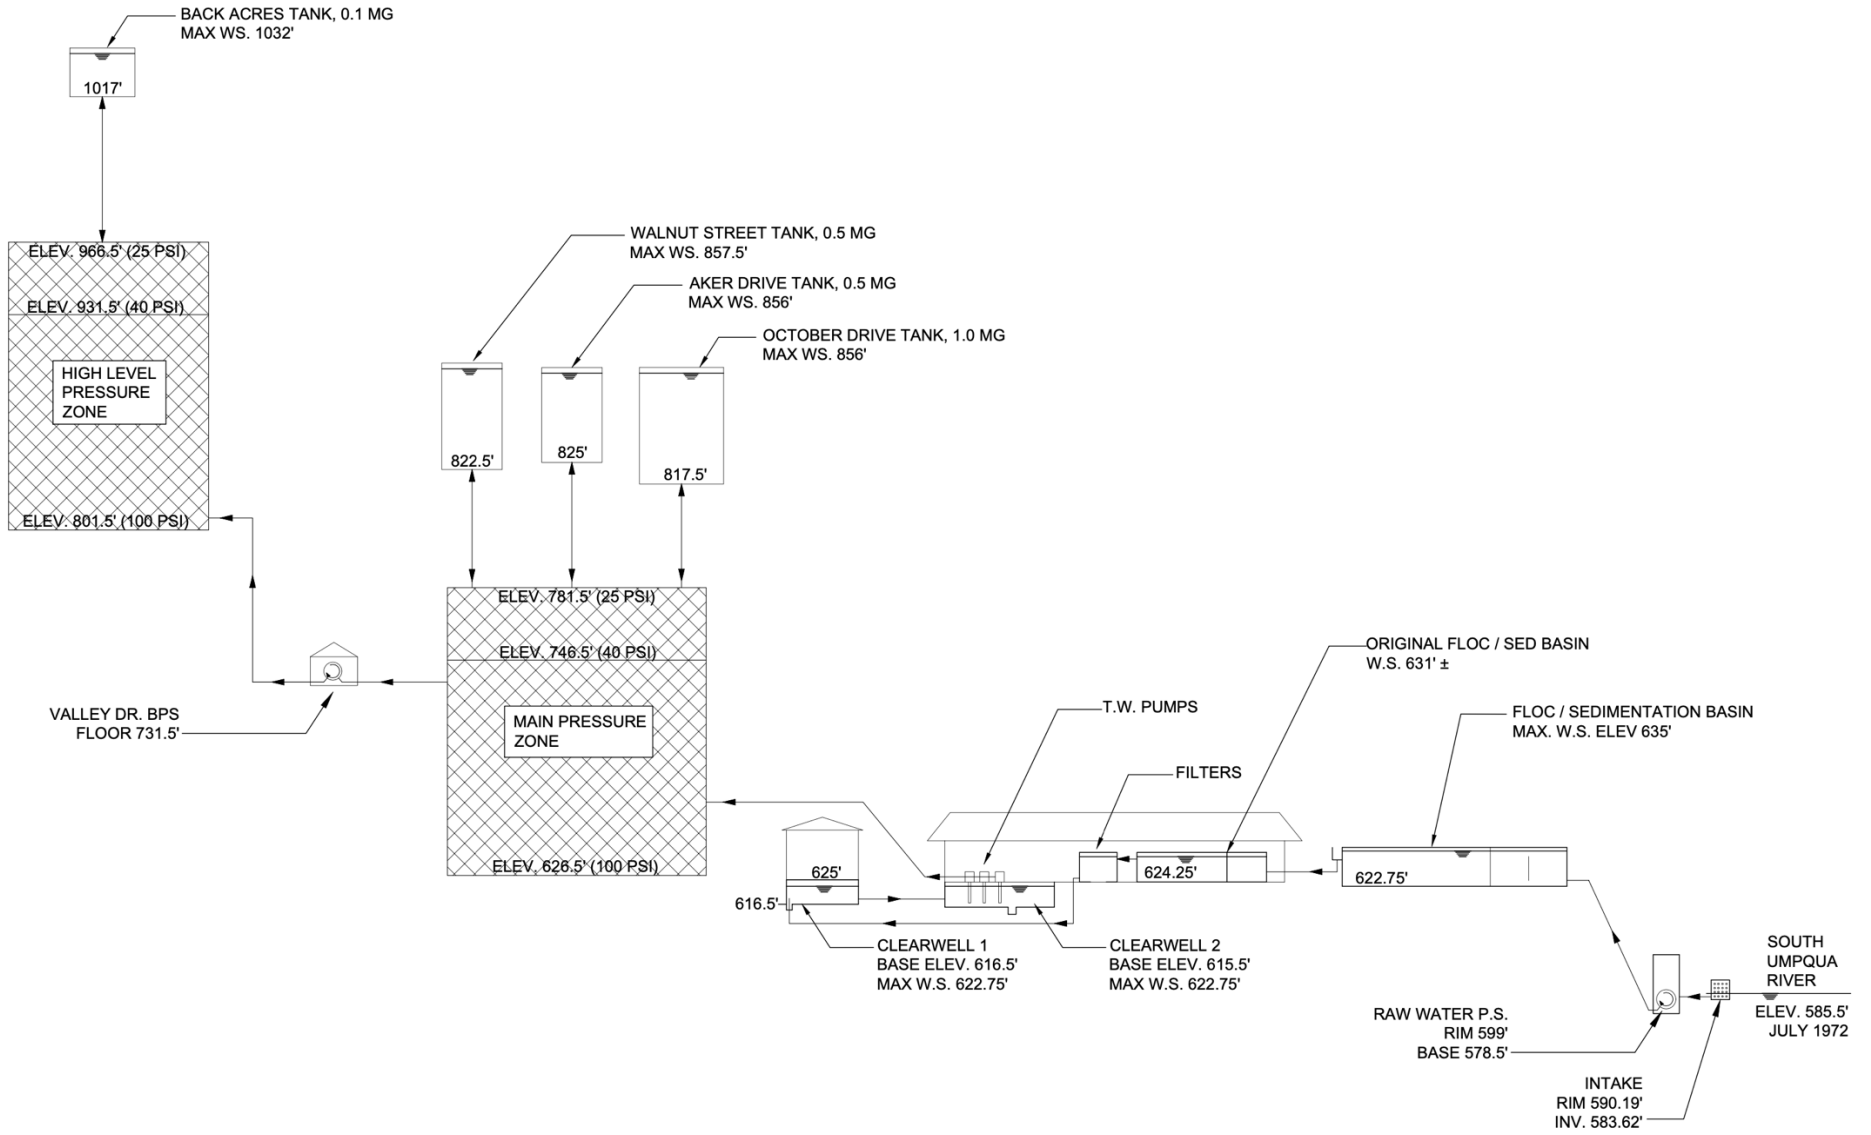 BACK ACRES TANK, 0.1 MG
MAX WS. 1032'
1017'
ELEV. 966.5' (25 PSI)
ELEV. 931.5' (40 PSI)
HIGH LEVEL
PRESSURE
ZONE
ELEV. 801.5' (100 PSI)
WALNUT STREET TANK, 0.5 MG
MAX WS. 857.5'
AKER DRIVE TANK, 0.5 MG
MAX WS. 856'
OCTOBER DRIVE TANK, 1.0 MG
MAX WS. 856'
822.5'
825'
817.5'
ELEV. 781.5' (25 PSI)
ELEV. 746.5' (40 PSI)
MAIN PRESSURE
ZONE
ELEV. 626.5' (100 PSI)
VALLEY DR. BPS
FLOOR 731.5'
ORIGINAL FLOC / SED BASIN
W.S. 631' ±
T.W. PUMPS
FLOC / SEDIMENTATION BASIN
MAX. W.S. ELEV 635'
FILTERS
625'
624.25'
622.75'
616.5'
CLEARWELL 1
BASE ELEV. 616.5'
MAX W.S. 622.75'
CLEARWELL 2
BASE ELEV. 615.5'
MAX W.S. 622.75'
SOUTH
UMPQUA
RIVER
ELEV. 585.5'
JULY 1972
RAW WATER P.S.
RIM 599'
BASE 578.5'
INTAKE
RIM 590.19'
INV. 583.62'